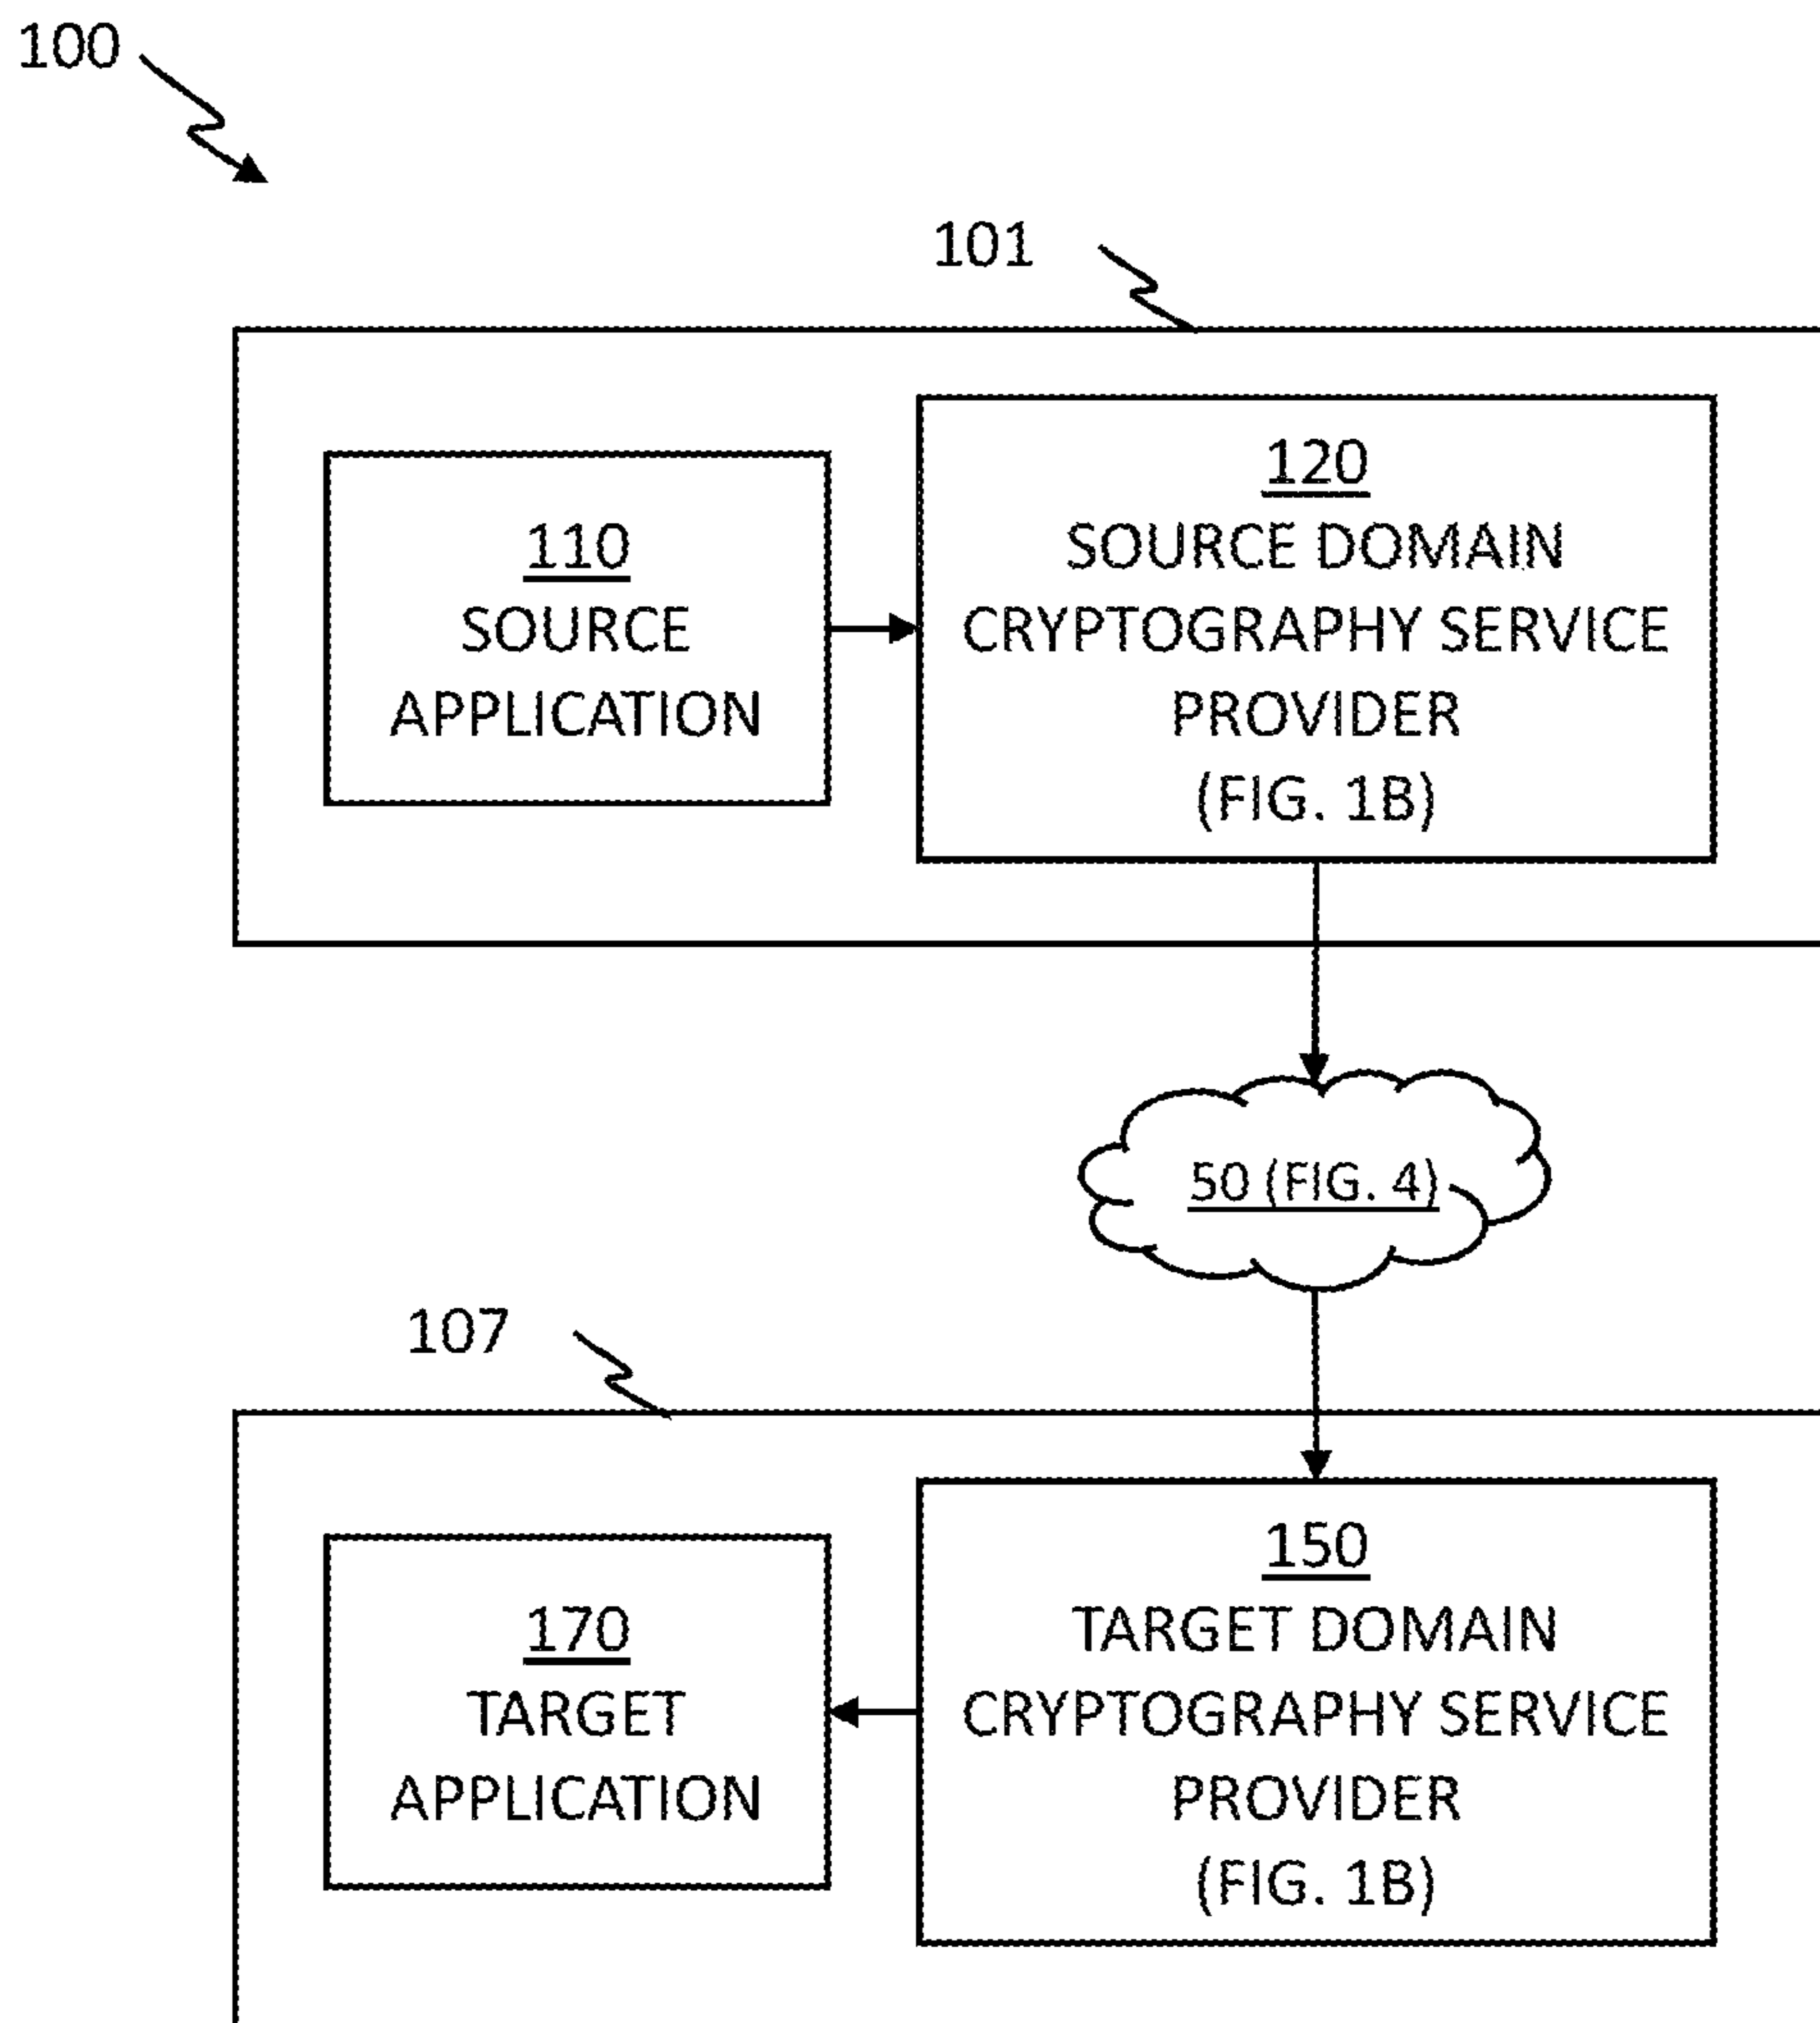 100
101
110
SOURCE
APPLICATION
120
SOURCE DOMAIN
CRYPTOGRAPHY SERVICE
PROVIDER
(FIG. 1B)
50 (FIG. 4)
107
170
TARGET
APPLICATION
150
TARGET DOMAIN
CRYPTOGRAPHY SERVICE
PROVIDER
(FIG. 1B)